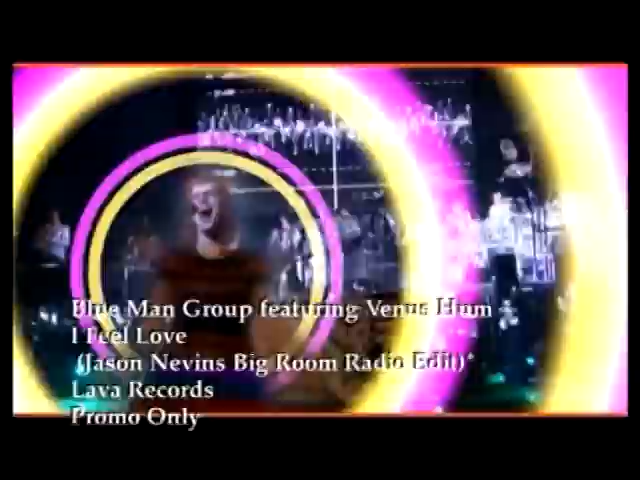 Blue Man Group featuring Venus Hum
I Feel Love
(Jason Nevins Big Room Radio Edit)*
Lava Records
Promo Only